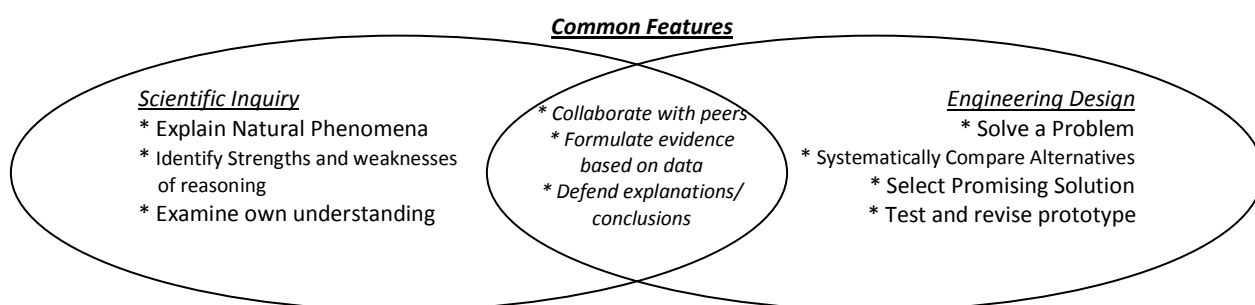 Common Features
Scientific Inquiry
* Explain Natural Phenomena
* Identify Strengths and weaknesses
of reasoning
* Examine own understanding
* Collaborate with peers
* Formulate evidence
based on data
* Defend explanations/
conclusions
Engineering Design
* Solve a Problem
* Systematically Compare Alternatives
* Select Promising Solution
* Test and revise prototype